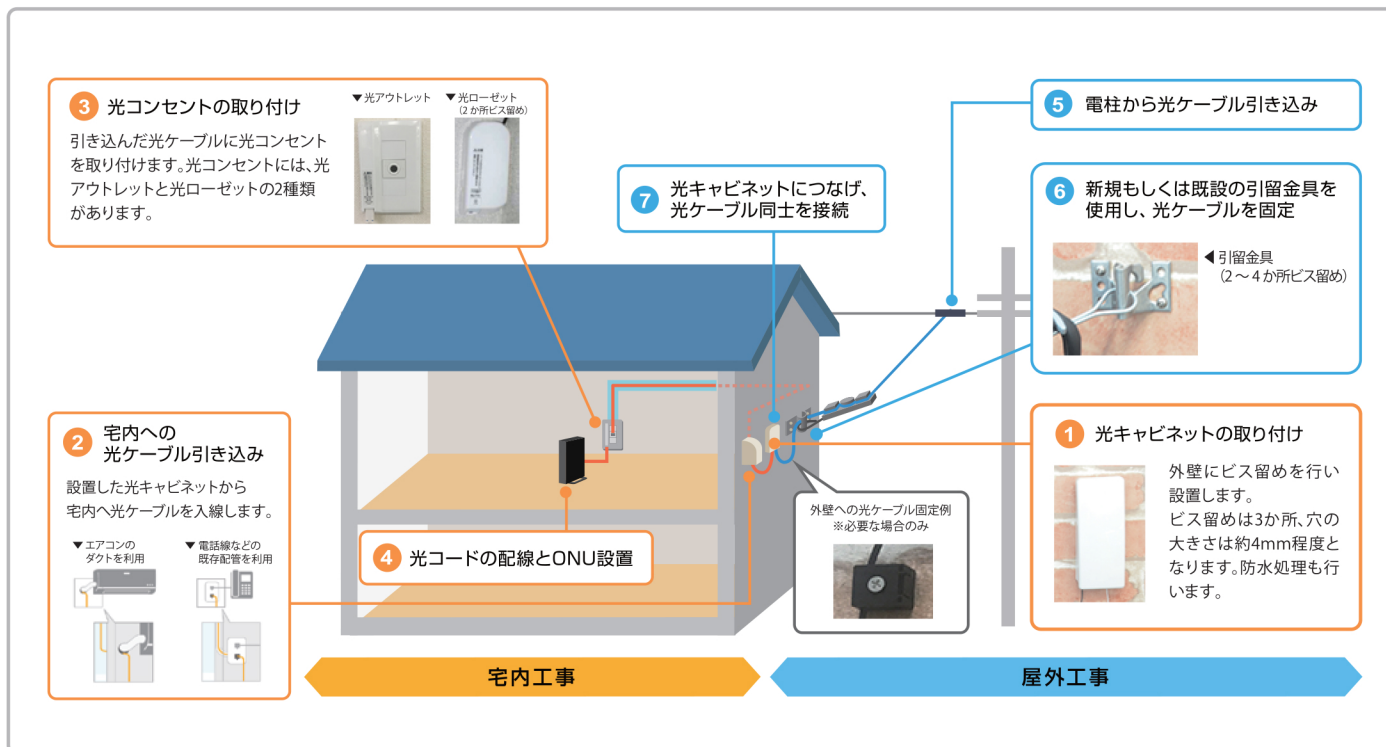 3 光コンセントの取り付け
引き込んだ光ケーブルに光コンセント
を取り付けます。光コンセントには、光
アウトレットと光ローゼットの2種類
があります。
▼光アウトレット
▼光ローゼット
(2か所ビス留め)
5 電柱から光ケーブル引き込み
7 光キャビネットにつなげ、
光ケーブル同士を接続
6 新規もしくは既設の引留金具を
使用し、光ケーブルを固定
◀引留金具
(2〜4か所ビス留め)
2 宅内への
光ケーブル引き込み
設置した光キャビネットから
宅内へ光ケーブルを入線します。
▼エアコンの
ダクトを利用
▼電話線などの
既存配管を利用
4 光コードの配線とONU設置
外壁への光ケーブル固定例
※必要な場合のみ
1 光キャビネットの取り付け
外壁にビス留めを行い
設置します。
ビス留めは3か所、穴の
大きさは約4mm程度と
なります。防水処理も行
います。
宅内工事
屋外工事